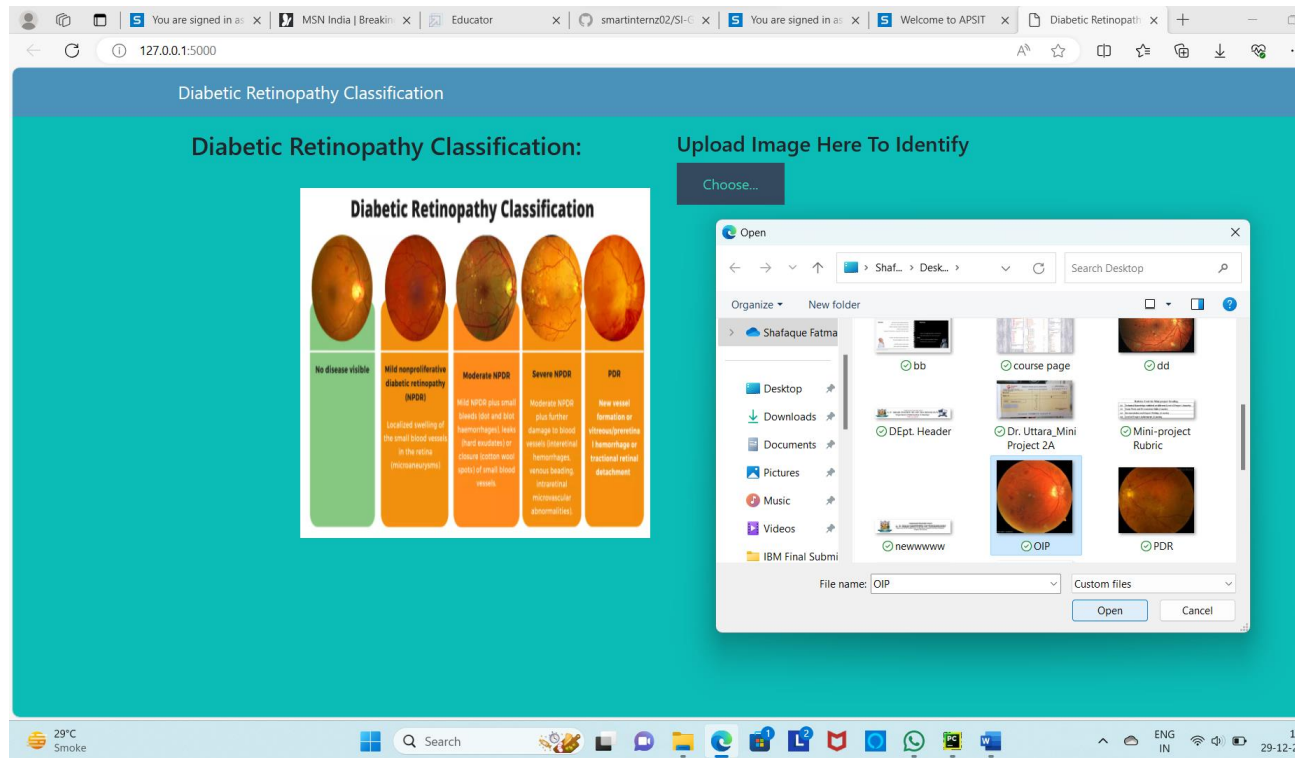 You are signed in as
MSN India | Breakin
Educator
smartinternz02/SI-G
You are signed in as
Welcome to APSIT
Diabetic Retinopath
127.0.0.1:5000
Diabetic Retinopathy Classification
Diabetic Retinopathy Classification:
Diabetic Retinopathy Classification
No disease visible
Mild nonproliferative
diabetic retinopathy
(NPDR)
Localized swelling of
the small blood vessels
in the retina
(microaneurysms)
Moderate NPDR
Mild NPDR plus small
bleeds (dot and blot
haemorrhages), leaks
(hard exudates) or
closure (cotton wool
spots) of small blood
vessels
Severe NPDR
Moderate NPDR
plus further
damage to blood
vessels (interetinal
hemorrhages,
venous beading,
intraretinal
microvascular
abnormalities)
PDR
New vessel
formation or
vitreous/preretina
l hemorrhage or
tractional retinal
detachment
Upload Image Here To Identify
Choose...
Open
Shaf... > Desk... >
Search Desktop
Organize
New folder
Shafaque Fatma
Desktop
Downloads
Documents
Pictures
Music
Videos
IBM Final Submi
bb
course page
dd
DEpt. Header
Dr. Uttara_Mini
Project 2A
Mini-project
Rubric
newwwww
OIP
PDR
File name: OIP
Custom files
Open
Cancel
29°C
Smoke
Search
ENG
IN
29-12-2